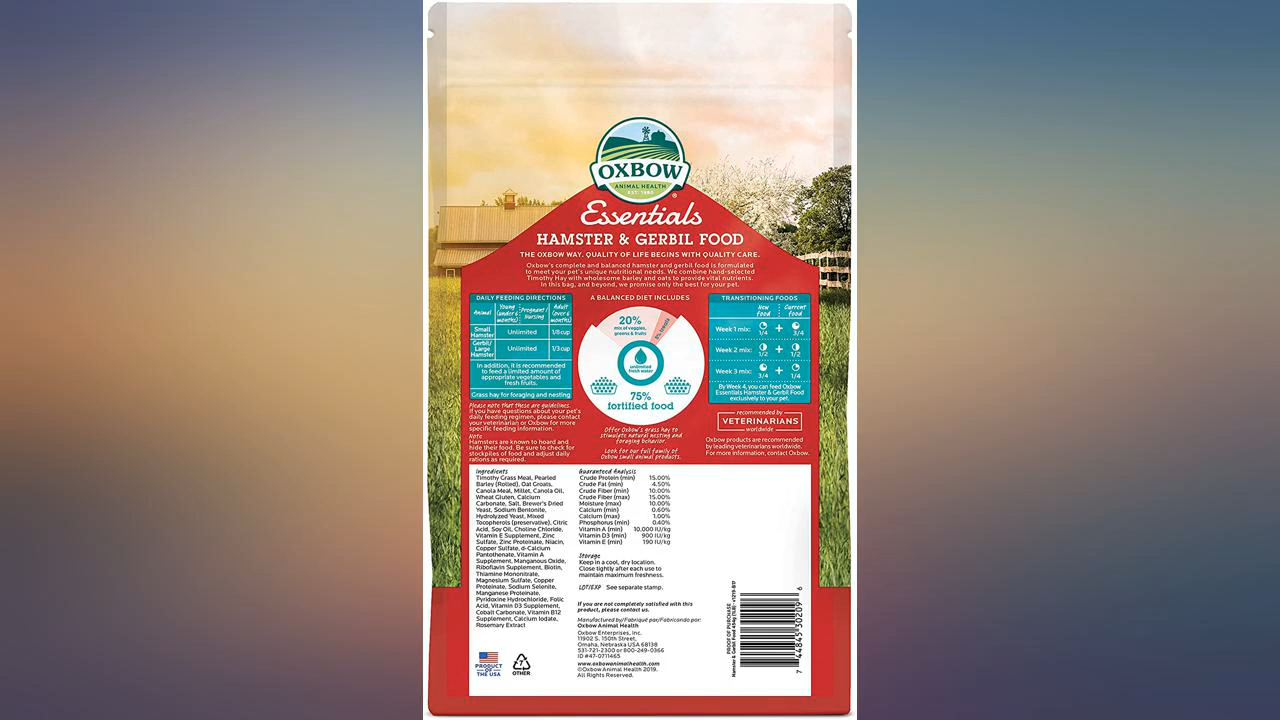 OXBOW
ANIMAL HEALTH
EST. 1980
®
Essentials
HAMSTER & GERBIL FOOD
THE OXBOW WAY. QUALITY OF LIFE BEGINS WITH QUALITY CARE.
Oxbow's complete and balanced hamster and gerbil food is formulated
to meet your pet's unique nutritional needs. We combine hand-selected
Timothy Hay with wholesome barley and oats to provide vital nutrients.
In this bag, and beyond, we promise only the best for your pet.
DAILY FEEDING DIRECTIONS
Animal
Young (under 6 months)
Pregnant/ Nursing
Adult (over 6 months)
Small Hamster
Unlimited
1/8 cup
Gerbil/ Large Hamster
Unlimited
1/3 cup
In addition, it is recommended
to feed a limited amount of
appropriate vegetables and
fresh fruits.
Grass hay for foraging and nesting
Please note that these are guidelines.
If you have questions about your pet's
daily feeding regimen, please contact
your veterinarian or Oxbow for more
specific feeding information.
Note
Hamsters are known to hoard and
hide their food. Be sure to check for
stockpiles of food and adjust daily
rations as required.
A BALANCED DIET INCLUDES
20%
mix of veggies,
greens & fruits
5% treats
unlimited
fresh water
75%
fortified food
Offer Oxbow's grass hay to
stimulate natural nesting and
foraging behavior.
Look for our full family of
Oxbow small animal products.
TRANSITIONING FOODS
New food
Current food
Week 1 mix: 1/4 + 3/4
Week 2 mix: 1/2 + 1/2
Week 3 mix: 3/4 + 1/4
By Week 4, you can feed Oxbow
Essentials Hamster & Gerbil Food
exclusively to your pet.
recommended by
VETERINARIANS
worldwide
Oxbow products are recommended
by leading veterinarians worldwide.
For more information, contact Oxbow.
Ingredients
Timothy Grass Meal, Pearled
Barley (Rolled), Oat Groats,
Canola Meal, Millet, Canola Oil,
Wheat Gluten, Calcium
Carbonate, Salt, Brewer's Dried
Yeast, Sodium Bentonite,
Hydrolyzed Yeast, Mixed
Tocopherols (preservative), Citric
Acid, Soy Oil, Choline Chloride,
Vitamin E Supplement, Zinc
Sulfate, Zinc Proteinate, Niacin,
Copper Sulfate, d-Calcium
Pantothenate, Vitamin A
Supplement, Manganous Oxide,
Riboflavin Supplement, Biotin,
Thiamine Mononitrate,
Magnesium Sulfate, Copper
Proteinate, Sodium Selenite,
Manganese Proteinate,
Pyridoxine Hydrochloride, Folic
Acid, Vitamin D3 Supplement,
Cobalt Carbonate, Vitamin B12
Supplement, Calcium Iodate,
Rosemary Extract
PRODUCT
OF
THE USA
7
OTHER
Guaranteed Analysis
Crude Protein (min) 15.00%
Crude Fat (min) 4.50%
Crude Fiber (min) 10.00%
Crude Fiber (max) 15.00%
Moisture (max) 10.00%
Calcium (min) 0.60%
Calcium (max) 1.00%
Phosphorus (min) 0.40%
Vitamin A (min) 10,000 IU/kg
Vitamin D3 (min) 900 IU/kg
Vitamin E (min) 190 IU/kg
Storage
Keep in a cool, dry location.
Close tightly after each use to
maintain maximum freshness.
LOT/EXP See separate stamp.
If you are not completely satisfied with this
product, please contact us.
Manufactured by/Fabriqué par/Fabricado por:
Oxbow Animal Health
Oxbow Enterprises, Inc.
11902 S. 150th Street,
Omaha, Nebraska USA 68138
531-721-2300 or 800-249-0366
ID #47-0711465
www.oxbowanimalhealth.com
©Oxbow Animal Health 2019.
All Rights Reserved.
PROOF OF PURCHASE
Hamster & Gerbil Food 454g (1LB)- v1219-B17
7 44845 30209 6